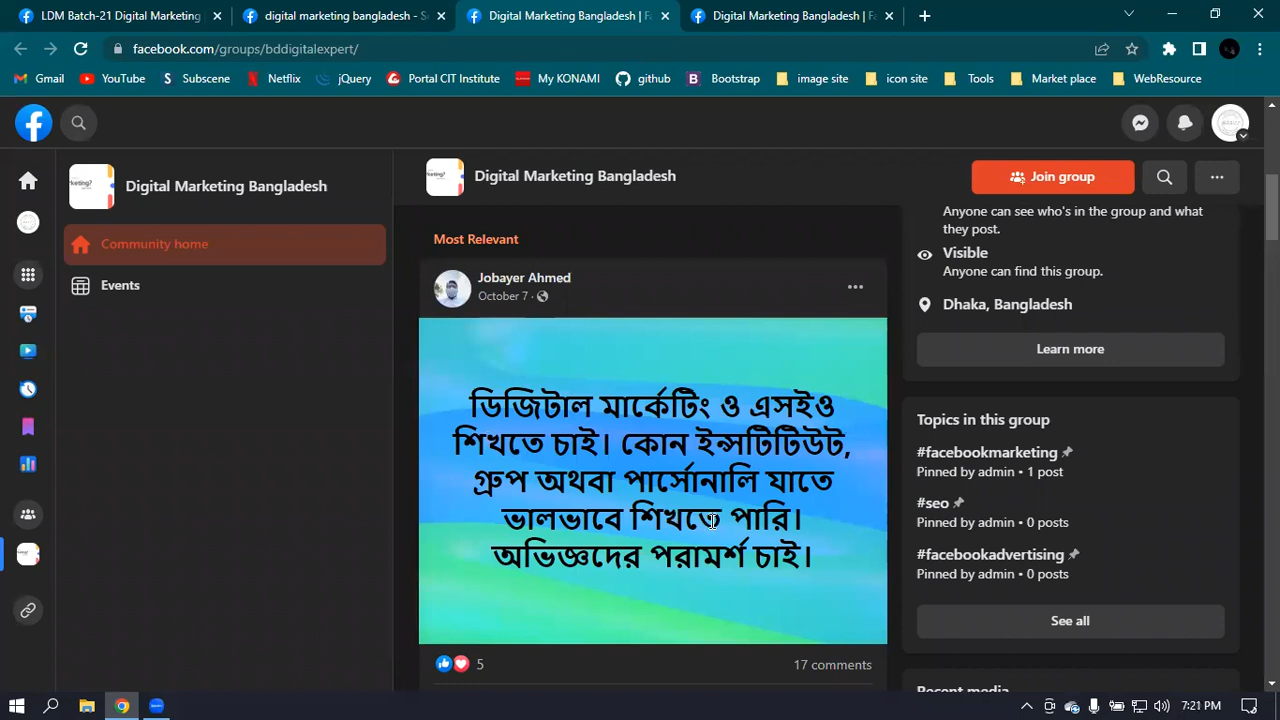 LDM Batch-21 Digital Marketing
digital marketing bangladesh - S
Digital Marketing Bangladesh | F
Digital Marketing Bangladesh | F
facebook.com/groups/bddigitalexpert/
Gmail
YouTube
Subscene
Netflix
jQuery
Portal CIT Institute
My KONAMI
github
Bootstrap
image site
icon site
Tools
Market place
WebResource
Digital Marketing Bangladesh
Community home
Events
Digital Marketing Bangladesh
Join group
Most Relevant
Jobayer Ahmed
October 7 ·
ডিজিটাল মার্কেটিং ও এসইও
শিখতে চাই। কোন ইন্সটিটিউট,
গ্রুপ অথবা পার্সোনালি যাতে
ভালভাবে শিখতে পারি।
অভিজ্ঞদের পরামর্শ চাই।
5
17 comments
Anyone can see who's in the group and what
they post.
Visible
Anyone can find this group.
Dhaka, Bangladesh
Learn more
Topics in this group
#facebookmarketing
Pinned by admin • 1 post
#seo
Pinned by admin • 0 posts
#facebookadvertising
Pinned by admin • 0 posts
See all
Recent media
7:21 PM